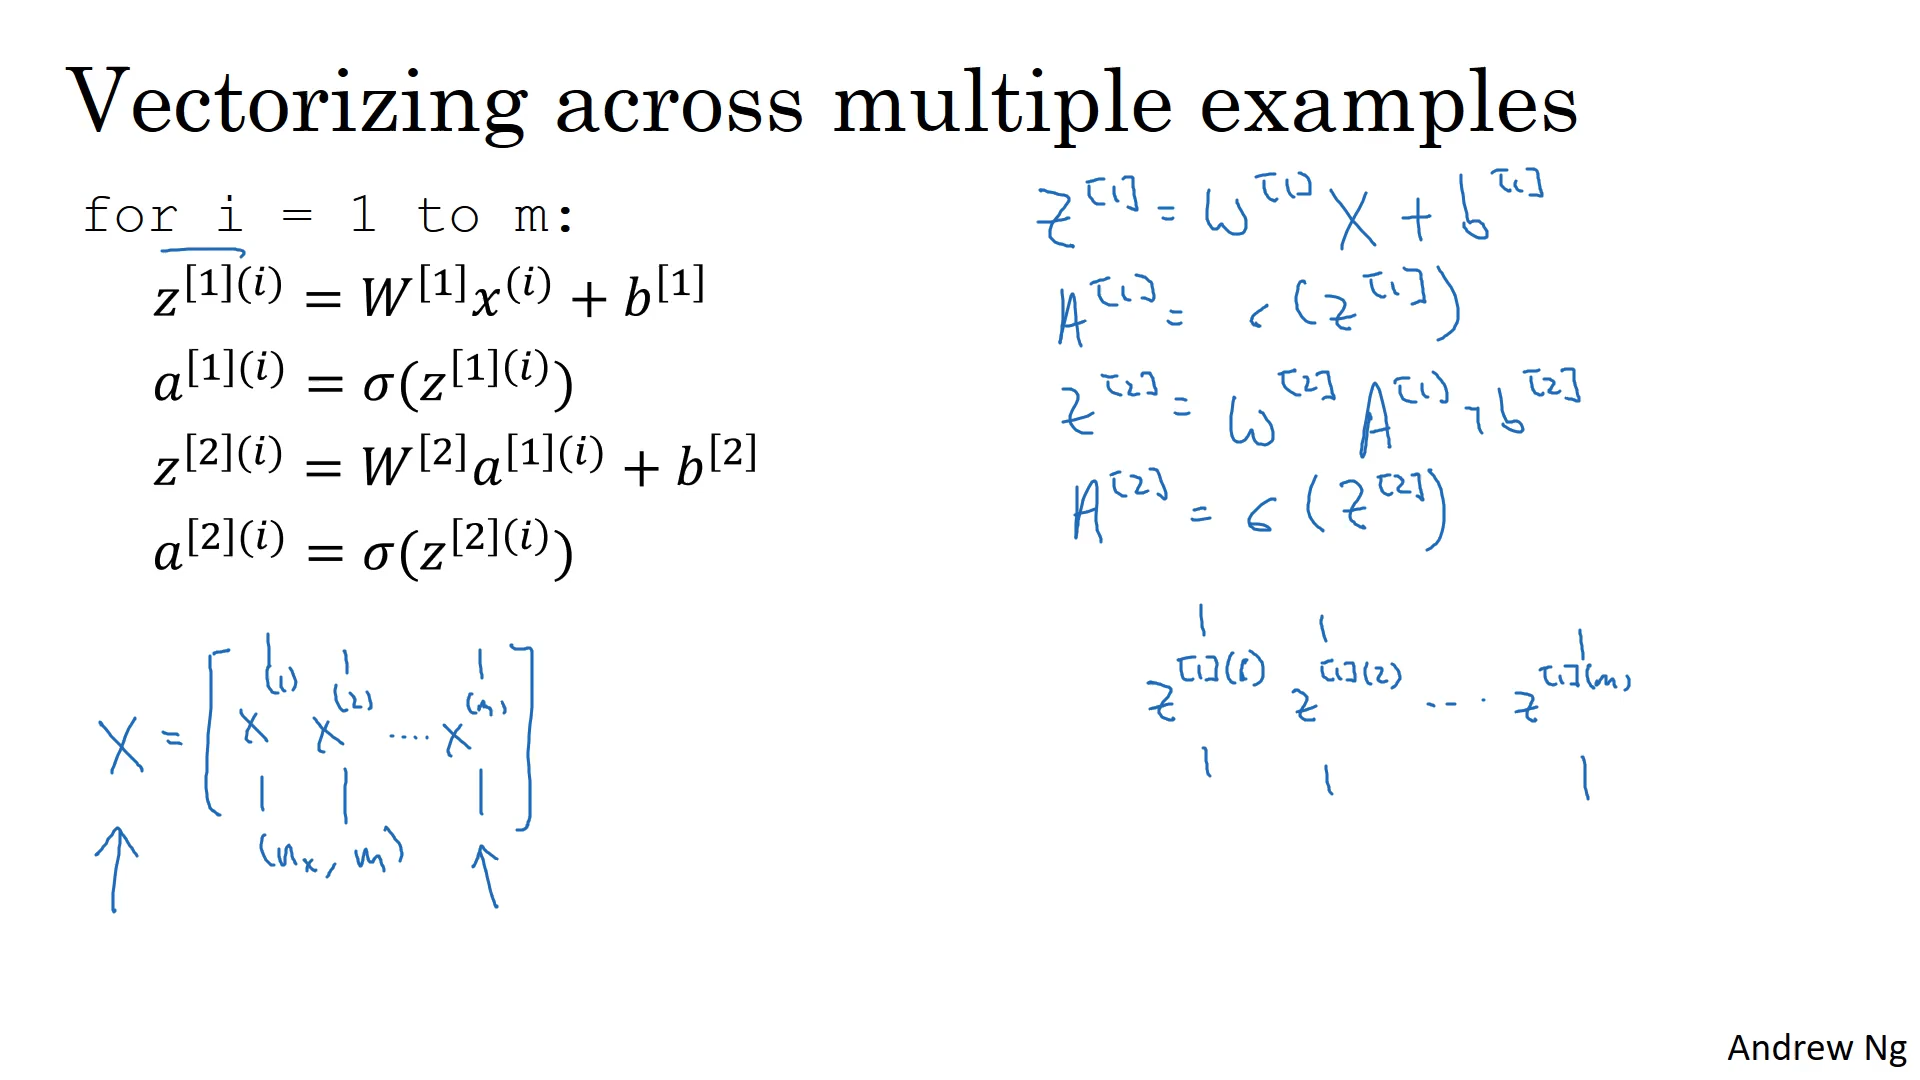 Vectorizing across multiple examples
for i = 1 to m:
z^[1](i) = W^[1]x^(i) + b^[1]
a^[1](i) = σ(z^[1](i))
z^[2](i) = W^[2]a^[1](i) + b^[2]
a^[2](i) = σ(z^[2](i))
Z^[1] = W^[1] X + b^[1]
A^[1] = σ(Z^[1])
Z^[2] = W^[2] A^[1] + b^[2]
A^[2] = σ(Z^[2])
X = [x^(1) x^(2) .... x^(m)]
(n_x, m)
z^[1](1) z^[1](2) ... z^[1](m)
Andrew Ng